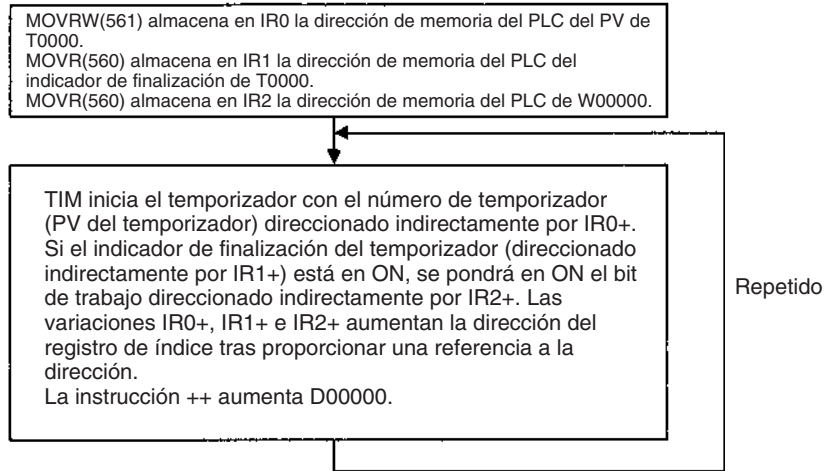 MOVRW(561) almacena en IR0 la dirección de memoria del PLC del PV de
T0000.
MOVR(560) almacena en IR1 la dirección de memoria del PLC del
indicador de finalización de T0000.
MOVR(560) almacena en IR2 la dirección de memoria del PLC de W00000.
TIM inicia el temporizador con el número de temporizador
(PV del temporizador) direccionado indirectamente por IR0+.
Si el indicador de finalización del temporizador (direccionado
indirectamente por IR1+) está en ON, se pondrá en ON el bit
de trabajo direccionado indirectamente por IR2+. Las
variaciones IR0+, IR1+ e IR2+ aumentan la dirección del
registro de índice tras proporcionar una referencia a la
dirección.
La instrucción ++ aumenta D00000.
Repetido